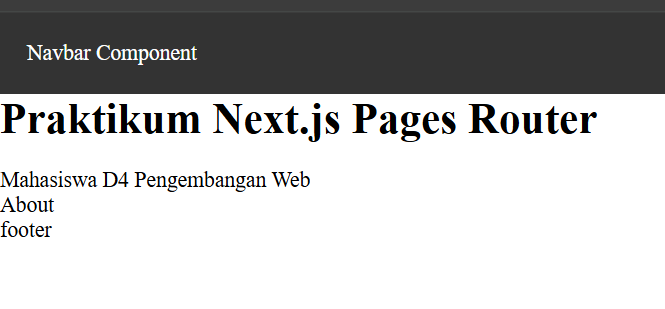 Navbar Component
Praktikum Next.js Pages Router
Mahasiswa D4 Pengembangan Web
About
footer